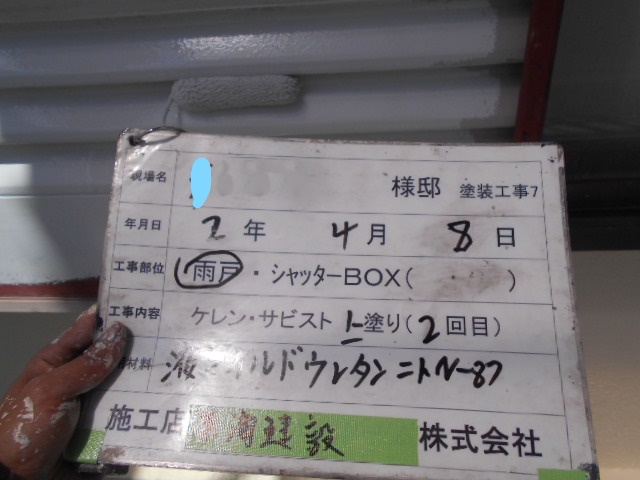 現場名 様邸 塗装工事7
年月日 2年 4月 8日
工事部位 雨戸・シャッターBOX( )
工事内容 ケレン・サビスト 上塗り(2回目)
材料 ルドウレタン N-87
施工店 建設 株式会社